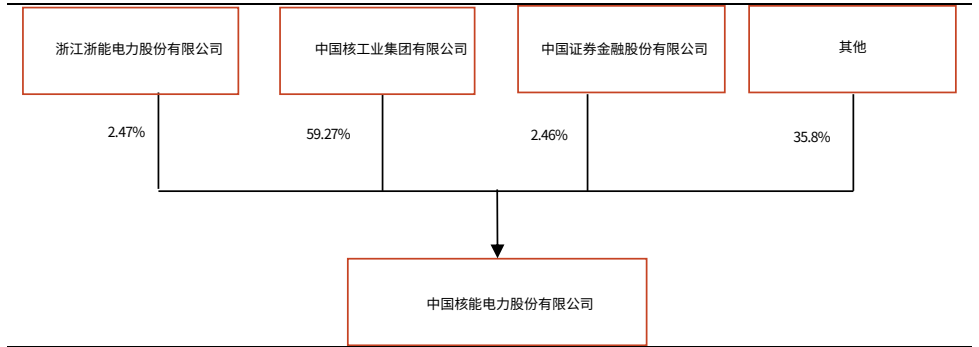 浙江浙能电力股份有限公司
中国核工业集团有限公司
中国证券金融股份有限公司
其他
2.47%
59.27%
2.46%
35.8%
中国核能电力股份有限公司